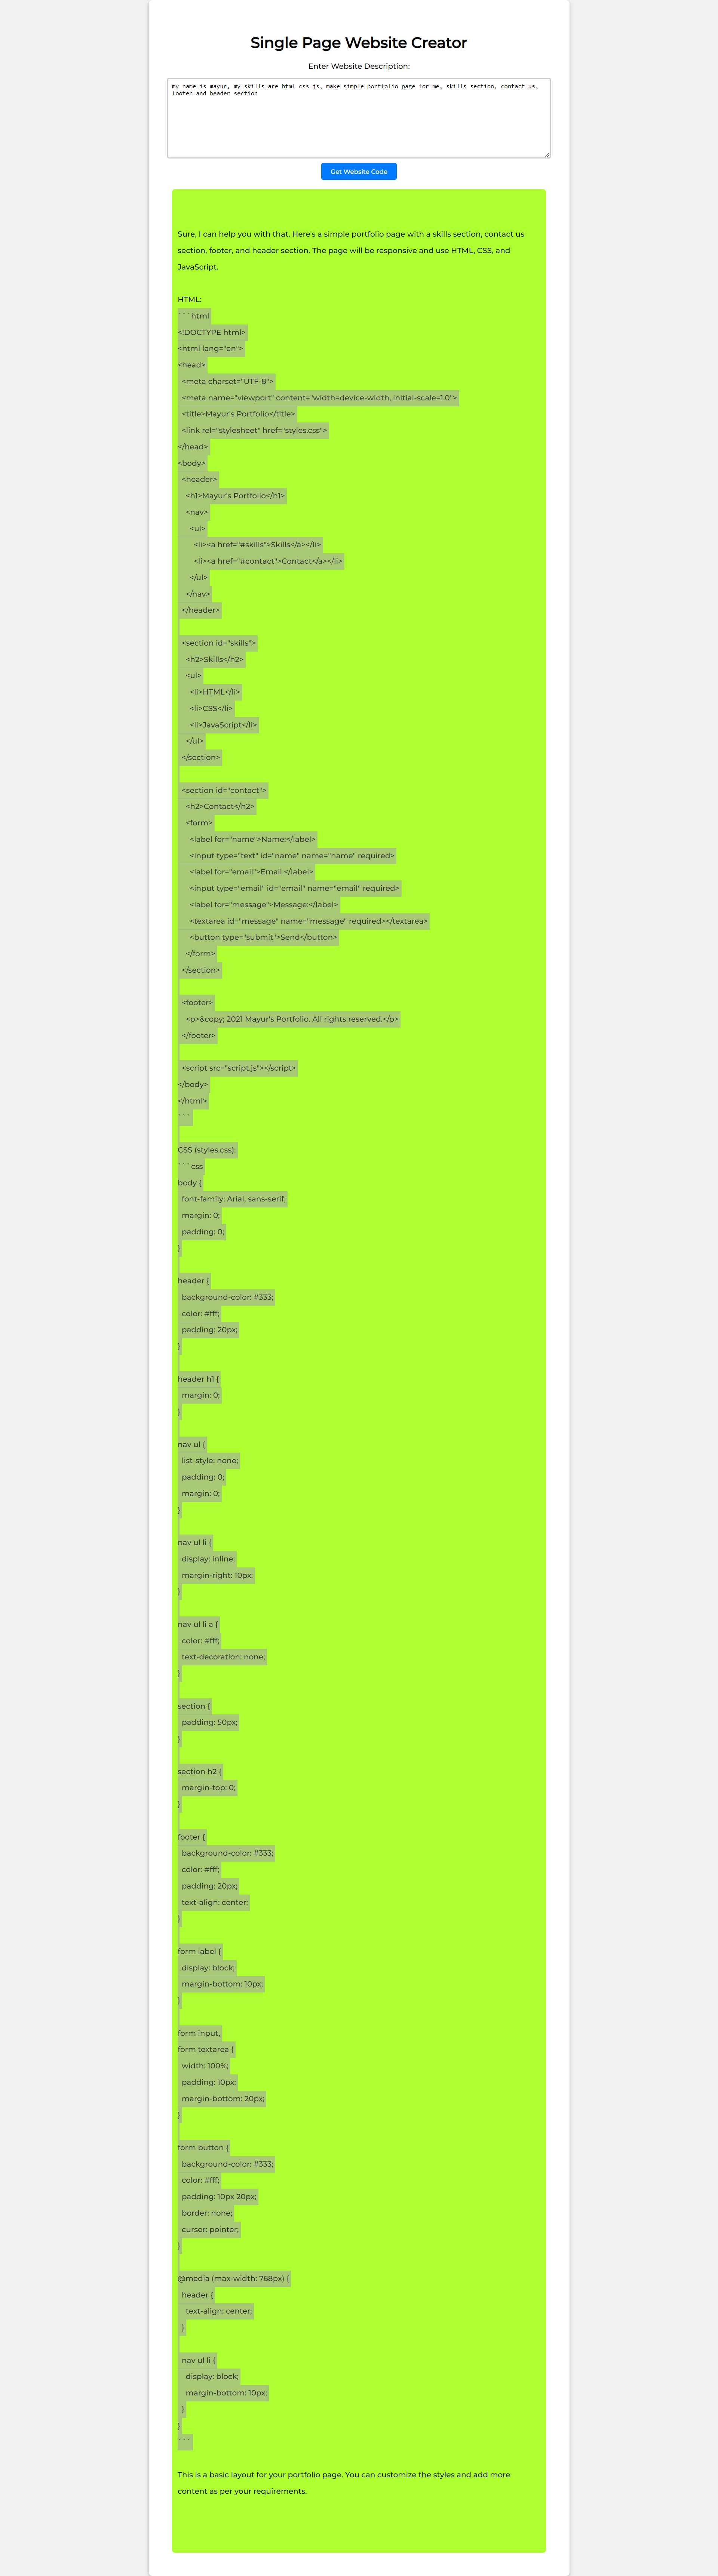 Single Page Website Creator
Enter Website Description:
my name is mayur, my skills are html css js, make simple portfolio page for me, skills section, contact us,
footer and header section
Get Website Code
Sure, I can help you with that. Here's a simple portfolio page with a skills section, contact us
section, footer, and header section. The page will be responsive and use HTML, CSS, and
JavaScript.
HTML:
```html
<!DOCTYPE html>
<html lang="en">
<head>
<meta charset="UTF-8">
<meta name="viewport" content="width=device-width, initial-scale=1.0">
<title>Mayur's Portfolio</title>
<link rel="stylesheet" href="styles.css">
</head>
<body>
<header>
<h1>Mayur's Portfolio</h1>
<nav>
<ul>
<li><a href="#skills">Skills</a></li>
<li><a href="#contact">Contact</a></li>
</ul>
</nav>
</header>
<section id="skills">
<h2>Skills</h2>
<ul>
<li>HTML</li>
<li>CSS</li>
<li>JavaScript</li>
</ul>
</section>
<section id="contact">
<h2>Contact</h2>
<form>
<label for="name">Name:</label>
<input type="text" id="name" name="name" required>
<label for="email">Email:</label>
<input type="email" id="email" name="email" required>
<label for="message">Message:</label>
<textarea id="message" name="message" required></textarea>
<button type="submit">Send</button>
</form>
</section>
<footer>
<p>&copy; 2021 Mayur's Portfolio. All rights reserved.</p>
</footer>
<script src="script.js"></script>
</body>
</html>
```
CSS (styles.css):
```css
body {
font-family: Arial, sans-serif;
margin: 0;
padding: 0;
}
header {
background-color: #333;
color: #fff;
padding: 20px;
}
header h1 {
margin: 0;
}
nav ul {
list-style: none;
padding: 0;
margin: 0;
}
nav ul li {
display: inline;
margin-right: 10px;
}
nav ul li a {
color: #fff;
text-decoration: none;
}
section {
padding: 50px;
}
section h2 {
margin-top: 0;
}
footer {
background-color: #333;
color: #fff;
padding: 20px;
text-align: center;
}
form label {
display: block;
margin-bottom: 10px;
}
form input,
form textarea {
width: 100%;
padding: 10px;
margin-bottom: 20px;
}
form button {
background-color: #333;
color: #fff;
padding: 10px 20px;
border: none;
cursor: pointer;
}
@media (max-width: 768px) {
header {
text-align: center;
}
nav ul li {
display: block;
margin-bottom: 10px;
}
}
```
This is a basic layout for your portfolio page. You can customize the styles and add more
content as per your requirements.